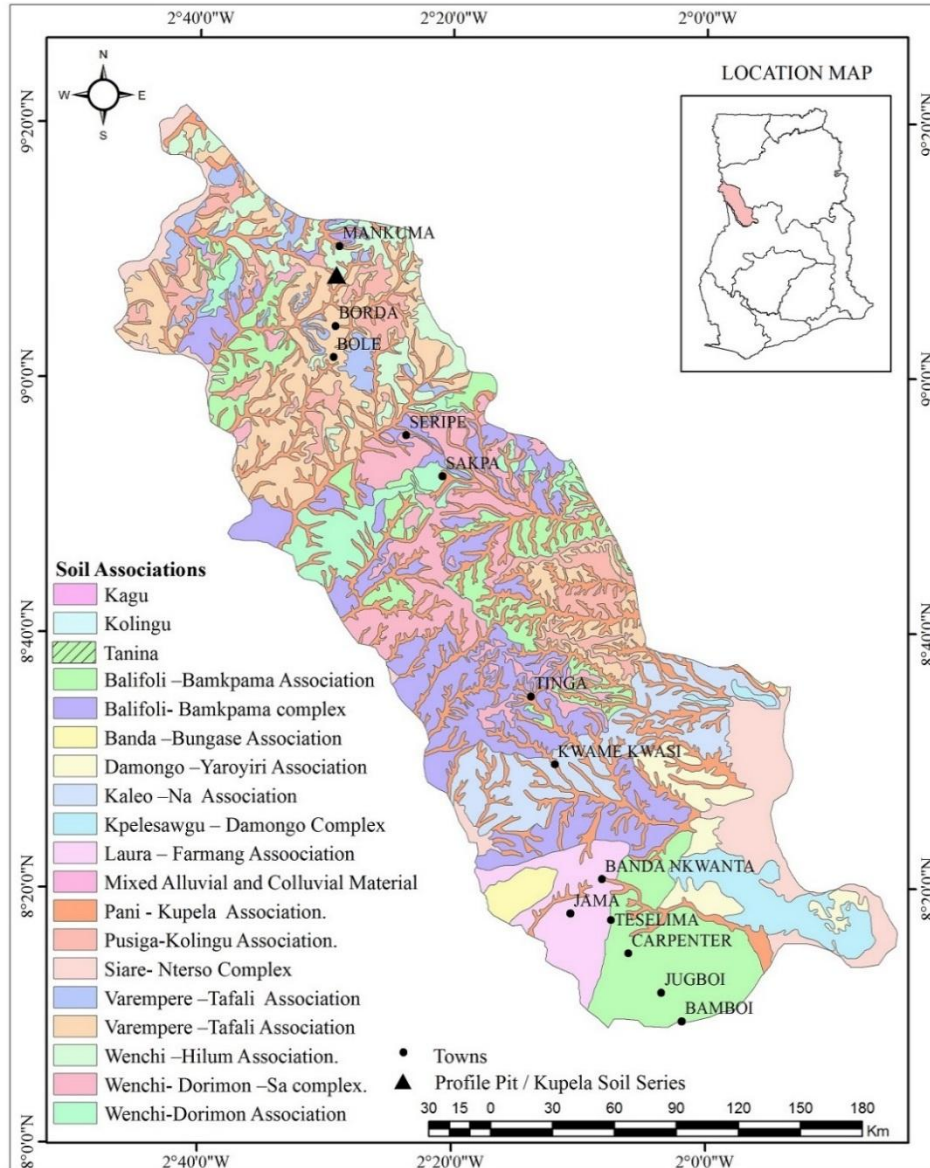 2°40'0"W
2°20'0"W
2°0'0"W
N
W
E
S
LOCATION MAP
9°20'0"N
9°20'0"N
MANKUMA
BORDA
BOLE
9°0'0"N
9°0'0"N
SERIPE
SAKPA
8°40'0"N
8°40'0"N
TINGA
KWAME KWASI
8°20'0"N
8°20'0"N
BANDA NKWANTA
JAMA
TESELIMA
CARPENTER
JUGBOI
BAMBOI
Soil Associations
Kagu
Kolingu
Tanina
Balifoli –Bamkpama Association
Balifoli- Bamkpama complex
Banda –Bungase Association
Damongo –Yaroyiri Association
Kaleo –Na Association
Kpelesawgu – Damongo Complex
Laura – Farmang Assoociation
Mixed Alluvial and Colluvial Material
Pani - Kupela Association.
Pusiga-Kolingu Association.
Siare- Nterso Complex
Varempere –Tafali Association
Varempere –Tafali Association
Wenchi –Hilum Association.
Wenchi- Dorimon –Sa complex.
Wenchi-Dorimon Association
Towns
Profile Pit / Kupela Soil Series
30 15 0 30 60 90 120 150 180
Km
8°0'0"N
8°0'0"N
2°40'0"W
2°20'0"W
2°0'0"W